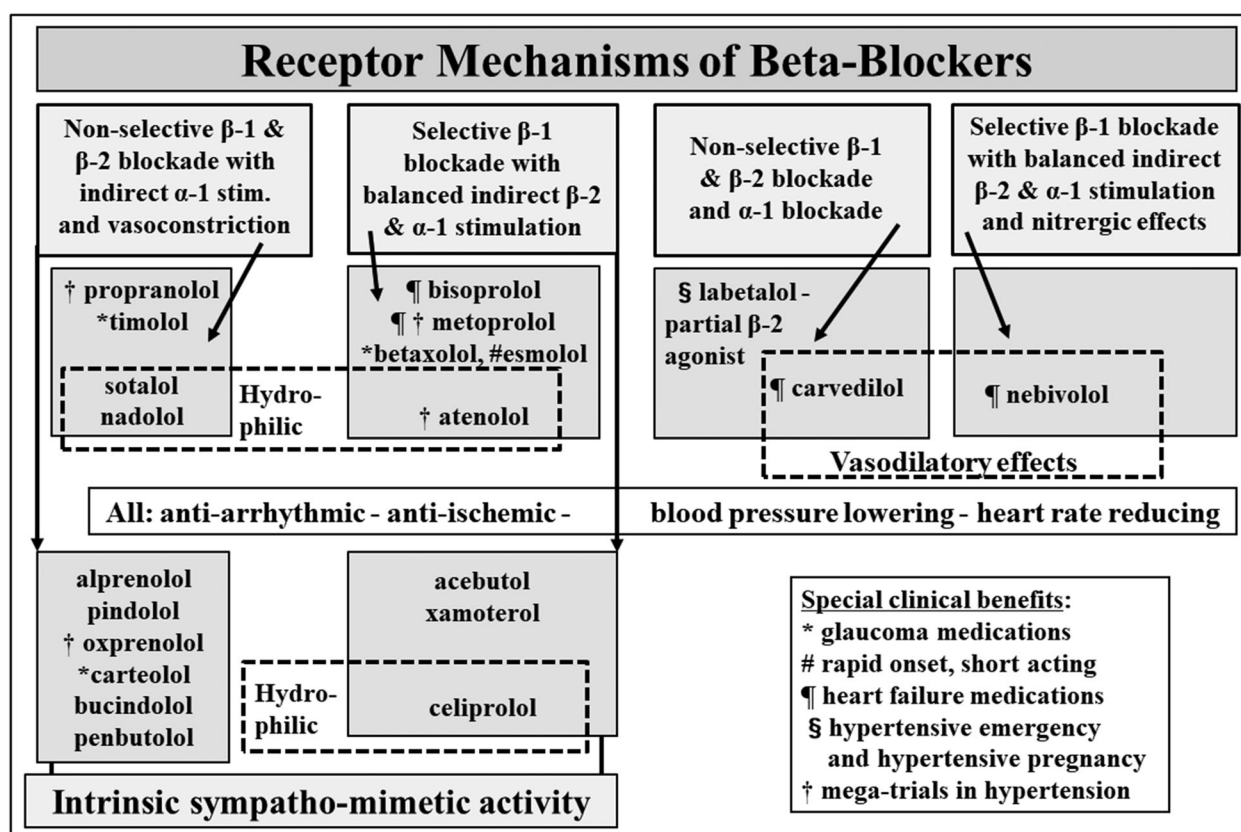 Receptor Mechanisms of Beta-Blockers
Non-selective β-1 &
β-2 blockade with
indirect α-1 stim.
and vasoconstriction
Selective β-1
blockade with
balanced indirect β-2
& α-1 stimulation
Non-selective β-1
& β-2 blockade
and α-1 blockade
Selective β-1 blockade
with balanced indirect
β-2 & α-1 stimulation
and nitrergic effects
† propranolol
*timolol
sotalol
nadolol
Hydro-
philic
¶ bisoprolol
¶ † metoprolol
*betaxolol, #esmolol
† atenolol
§ labetalol -
partial β-2
agonist
¶ carvedilol
¶ nebivolol
Vasodilatory effects
All: anti-arrhythmic - anti-ischemic - blood pressure lowering - heart rate reducing
alprenolol
pindolol
† oxprenolol
*carteolol
bucindolol
penbutolol
acebutol
xamoterol
Hydro-
philic
celiprolol
Intrinsic sympatho-mimetic activity
Special clinical benefits:
* glaucoma medications
# rapid onset, short acting
¶ heart failure medications
§ hypertensive emergency
and hypertensive pregnancy
† mega-trials in hypertension